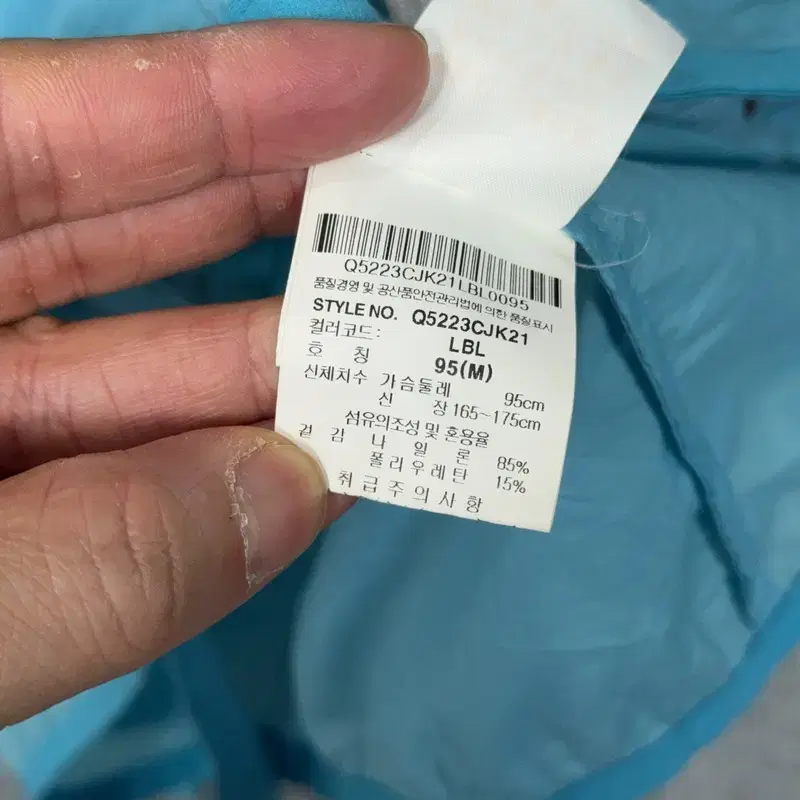 Q5223CJK21LBL0095
품질경영 및 공산품안전관리법에 의한 품질표시
STYLE NO. Q5223CJK21
컬러코드: LBL
호 칭 95(M)
신체치수 가슴둘레 95cm
신 장 165~175cm
섬유의조성 및 혼용율
겉 감 나 일 론 85%
폴리우레탄 15%
취급주의사항